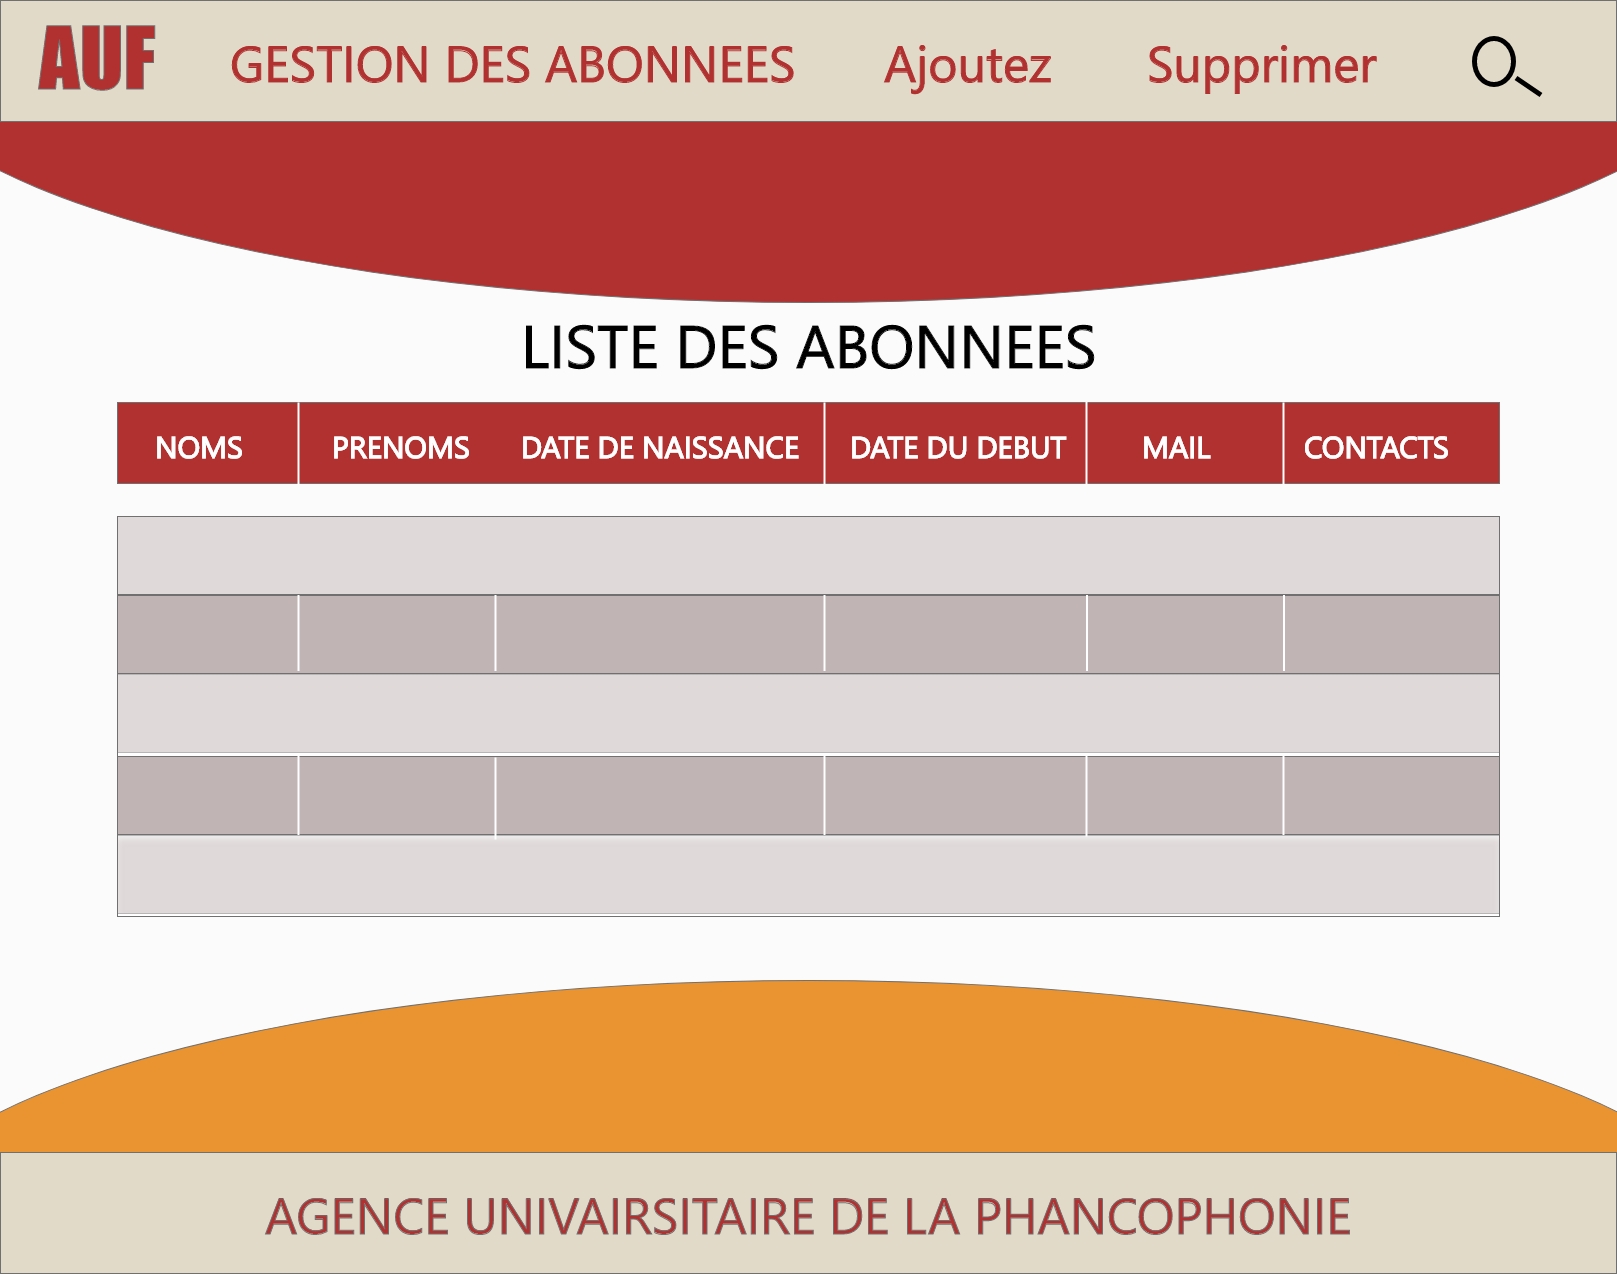 AUF GESTION DES ABONNEES Ajoutez Supprimer
LISTE DES ABONNEES
NOMS PRENOMS DATE DE NAISSANCE DATE DU DEBUT MAIL CONTACTS
AGENCE UNIVAIRSITAIRE DE LA PHANCOPHONIE